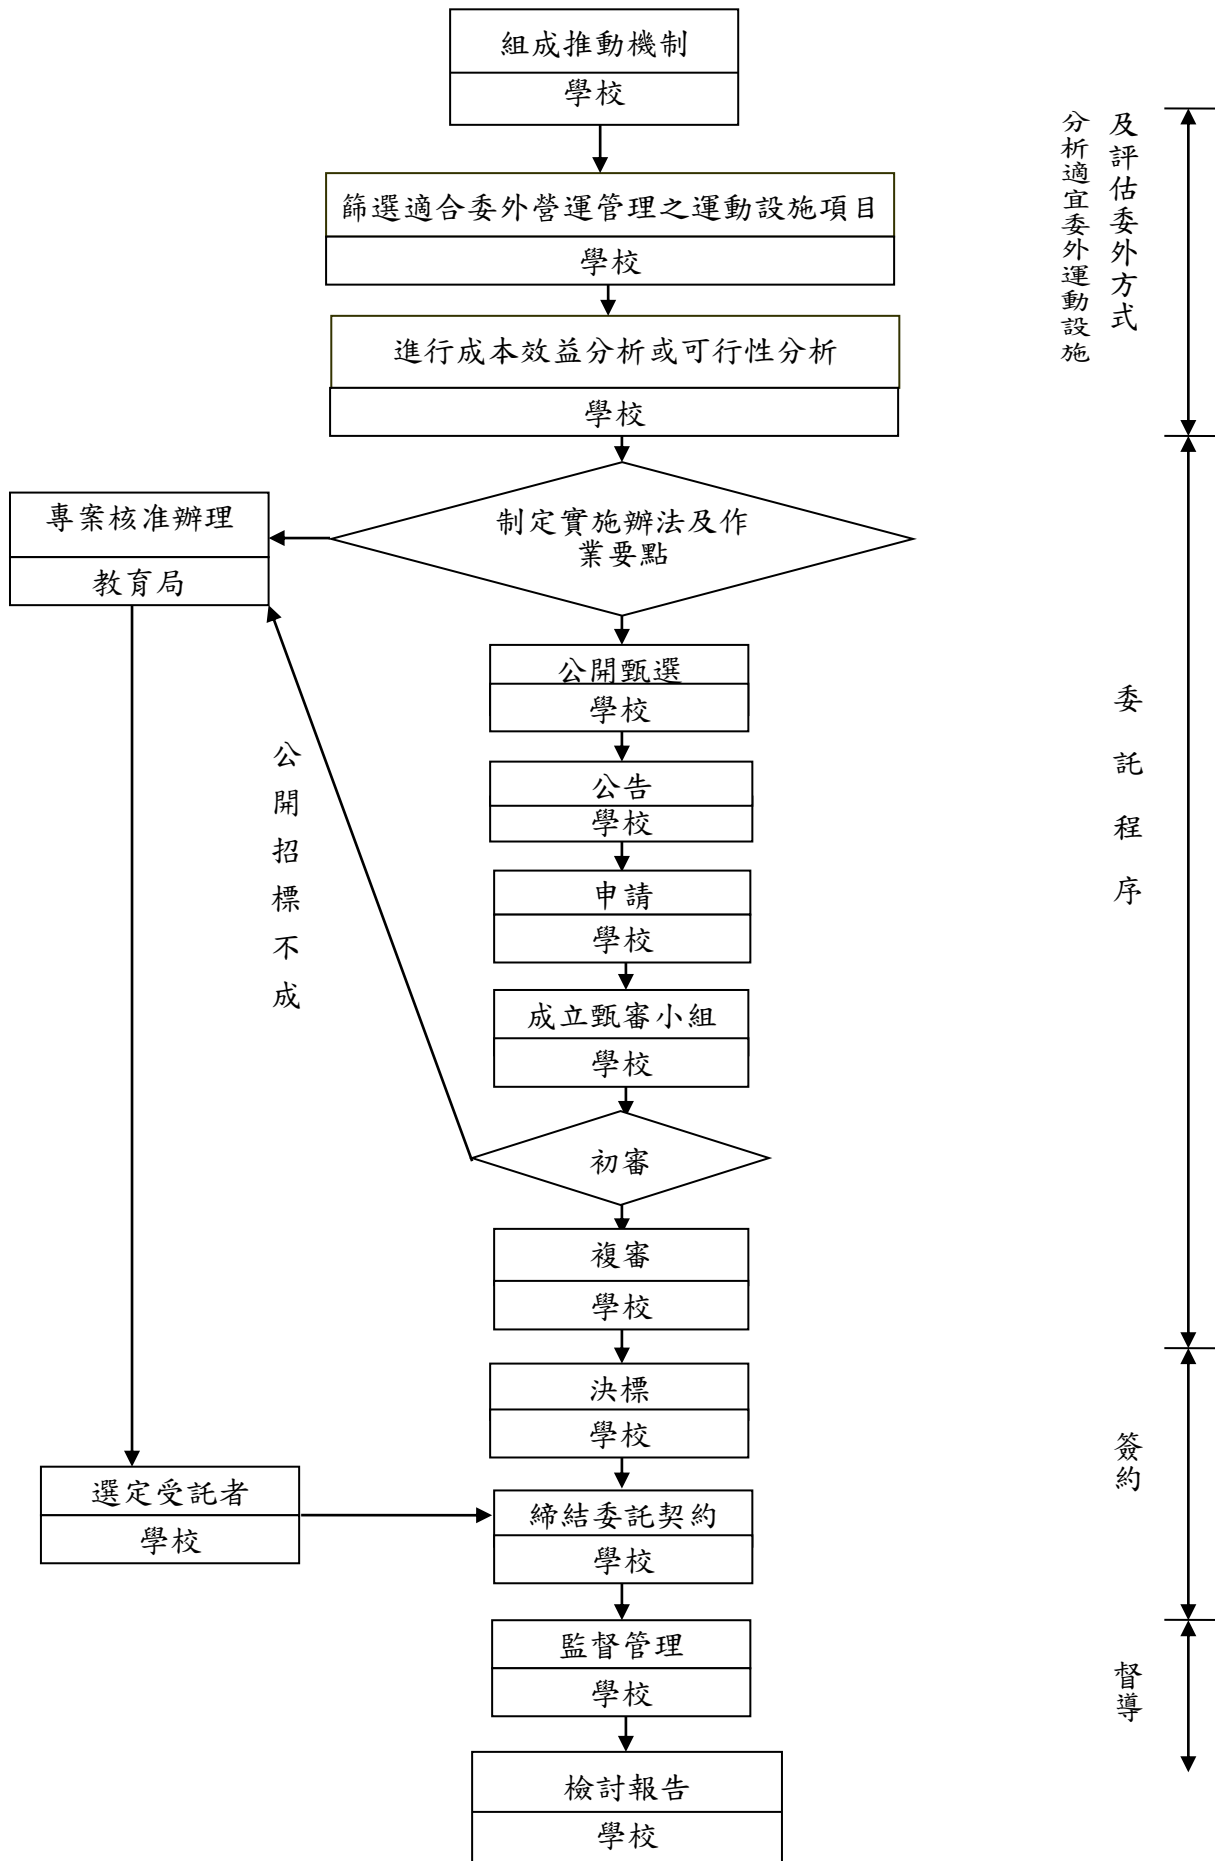 組成推動機制
學校
篩選適合委外營運管理之運動設施項目
學校
進行成本效益分析或可行性分析
學校
分析適宜委外運動設施
及評估委外方式
制定實施辦法及作
業要點
專案核准辦理
教育局
公開甄選
學校
公告
學校
申請
學校
成立甄審小組
學校
初審
公開招標不成
複審
學校
委託程序
決標
學校
選定受託者
學校
締結委託契約
學校
簽約
監督管理
學校
檢討報告
學校
督導